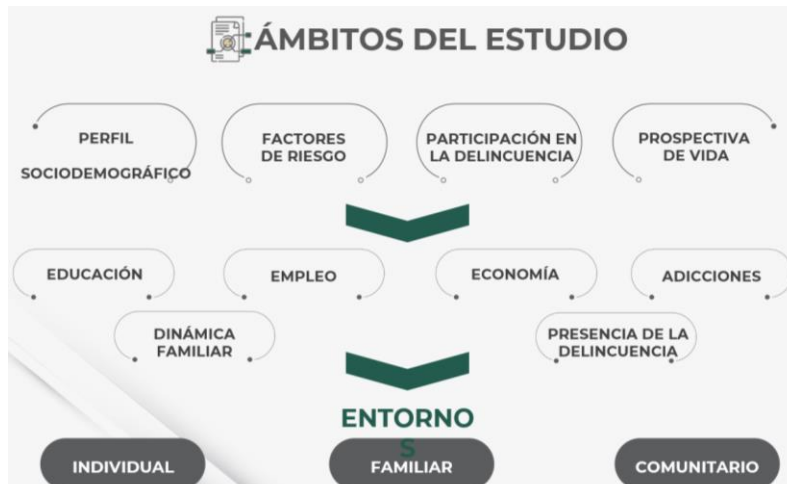 ÁMBITOS DEL ESTUDIO
PERFIL
SOCIODEMOGRÁFICO
FACTORES
DE RIESGO
PARTICIPACIÓN EN
LA DELINCUENCIA
PROSPECTIVA
DE VIDA
EDUCACIÓN
EMPLEO
ECONOMÍA
ADICCIONES
DINÁMICA
FAMILIAR
PRESENCIA DE LA
DELINCUENCIA
ENTORNO
S
INDIVIDUAL
FAMILIAR
COMUNITARIO